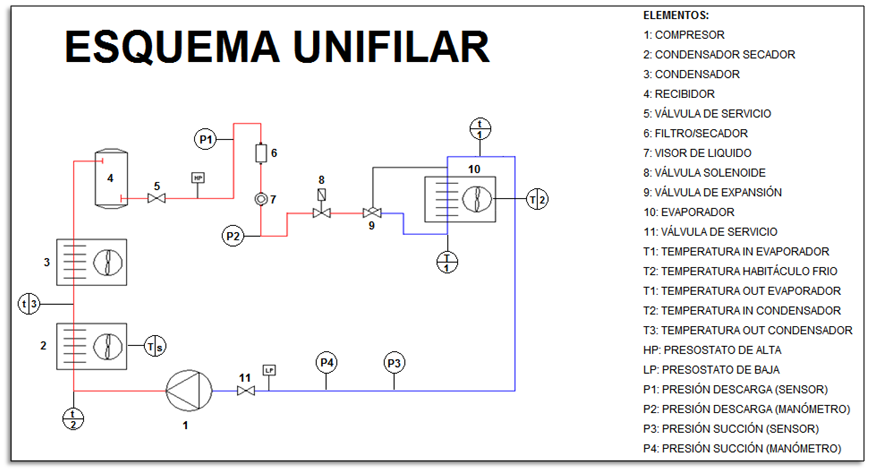 ESQUEMA UNIFILAR
ELEMENTOS:
1: COMPRESOR
2: CONDENSADOR SECADOR
3: CONDENSADOR
4: RECIBIDOR
5: VÁLVULA DE SERVICIO
6: FILTRO/SECADOR
7: VISOR DE LIQUIDO
8: VÁLVULA SOLENOIDE
9: VÁLVULA DE EXPANSIÓN
10: EVAPORADOR
11: VÁLVULA DE SERVICIO
T1: TEMPERATURA IN EVAPORADOR
T2: TEMPERATURA HABITÁCULO FRIO
T1: TEMPERATURA OUT EVAPORADOR
T2: TEMPERATURA IN CONDENSADOR
T3: TEMPERATURA OUT CONDENSADOR
HP: PRESOSTATO DE ALTA
LP: PRESOSTATO DE BAJA
P1: PRESIÓN DESCARGA (SENSOR)
P2: PRESIÓN DESCARGA (MANÓMETRO)
P3: PRESIÓN SUCCIÓN (SENSOR)
P4: PRESIÓN SUCCIÓN (MANÓMETRO)
t
1
P1
6
4
5
HP
7
8
10
T 2
P2
9
T
1
3
t 3
2
T s
11
LP
P4
P3
t
2
1